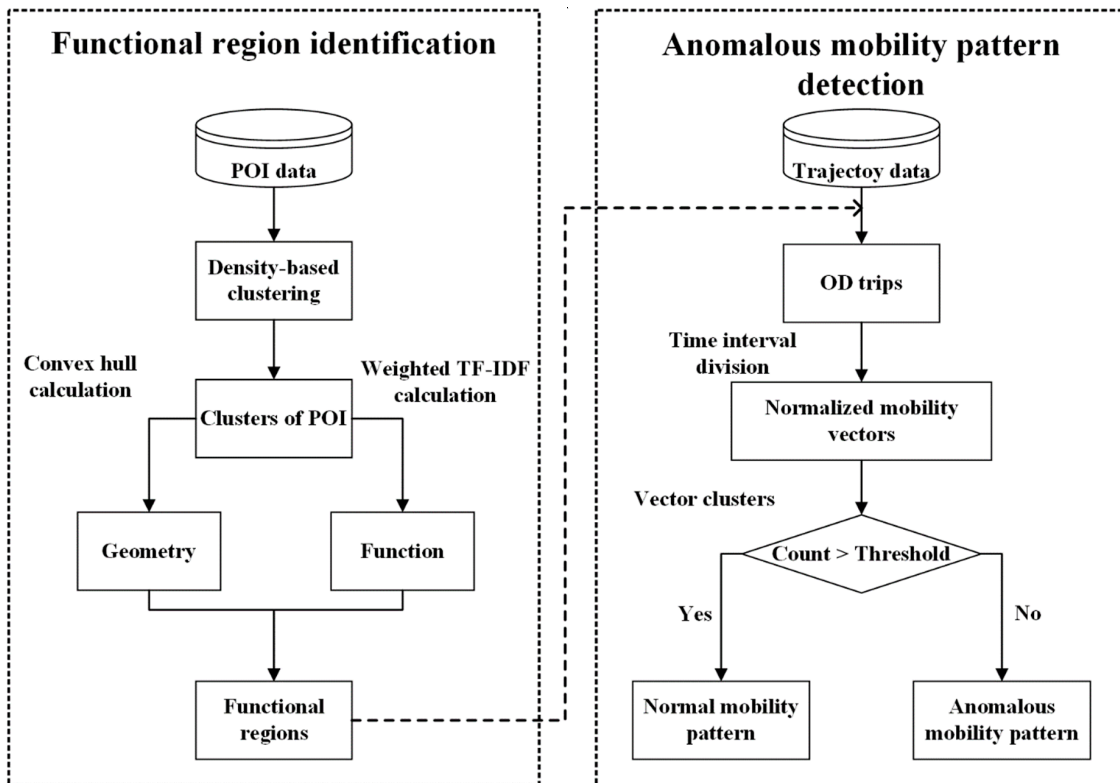 Functional region identification
POI data
Density-based
clustering
Convex hull
calculation
Weighted TF-IDF
calculation
Clusters of POI
Geometry
Function
Functional
regions
Anomalous mobility pattern
detection
Trajectoy data
OD trips
Time interval
division
Normalized mobility
vectors
Vector clusters
Count > Threshold
Yes
No
Normal mobility
pattern
Anomalous
mobility pattern